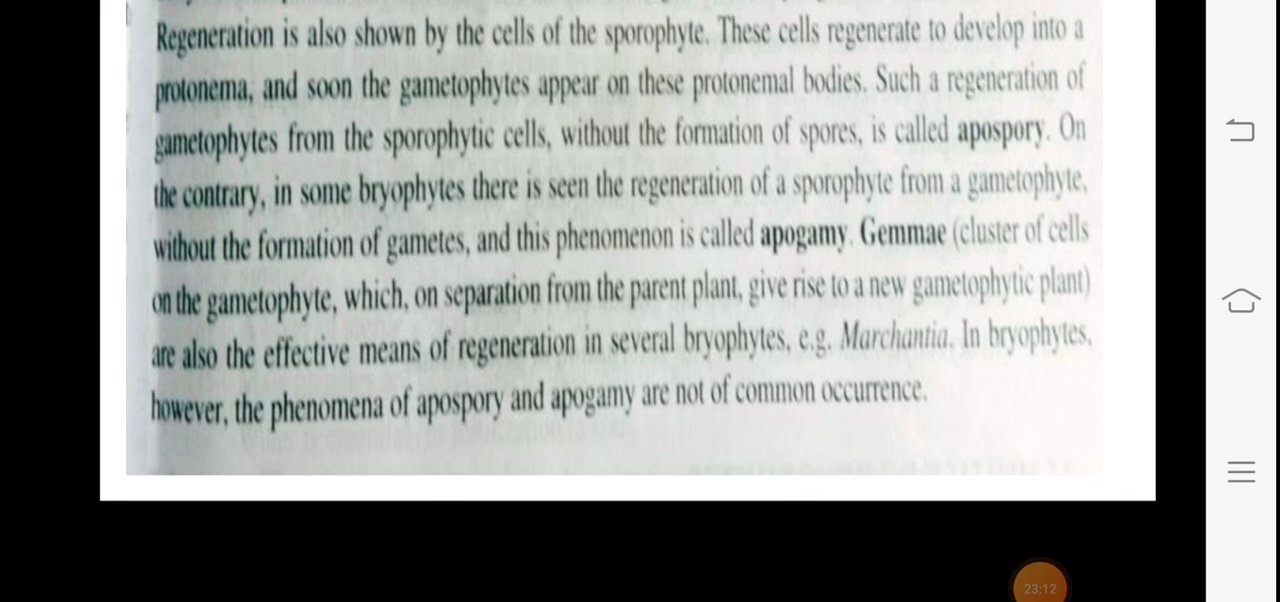 Regeneration is also shown by the cells of the sporophyte. These cells regenerate to develop into a
protonema, and soon the gametophytes appear on these protonemal bodies. Such a regeneration of
gametophytes from the sporophytic cells, without the formation of spores, is called apospory. On
the contrary, in some bryophytes there is seen the regeneration of a sporophyte from a gametophyte,
without the formation of gametes, and this phenomenon is called apogamy. Gemmae (cluster of cells
on the gametophyte, which, on separation from the parent plant, give rise to a new gametophytic plant)
are also the effective means of regeneration in several bryophytes, e.g. Marchantia. In bryophytes,
however, the phenomena of apospory and apogamy are not of common occurrence.
23:12